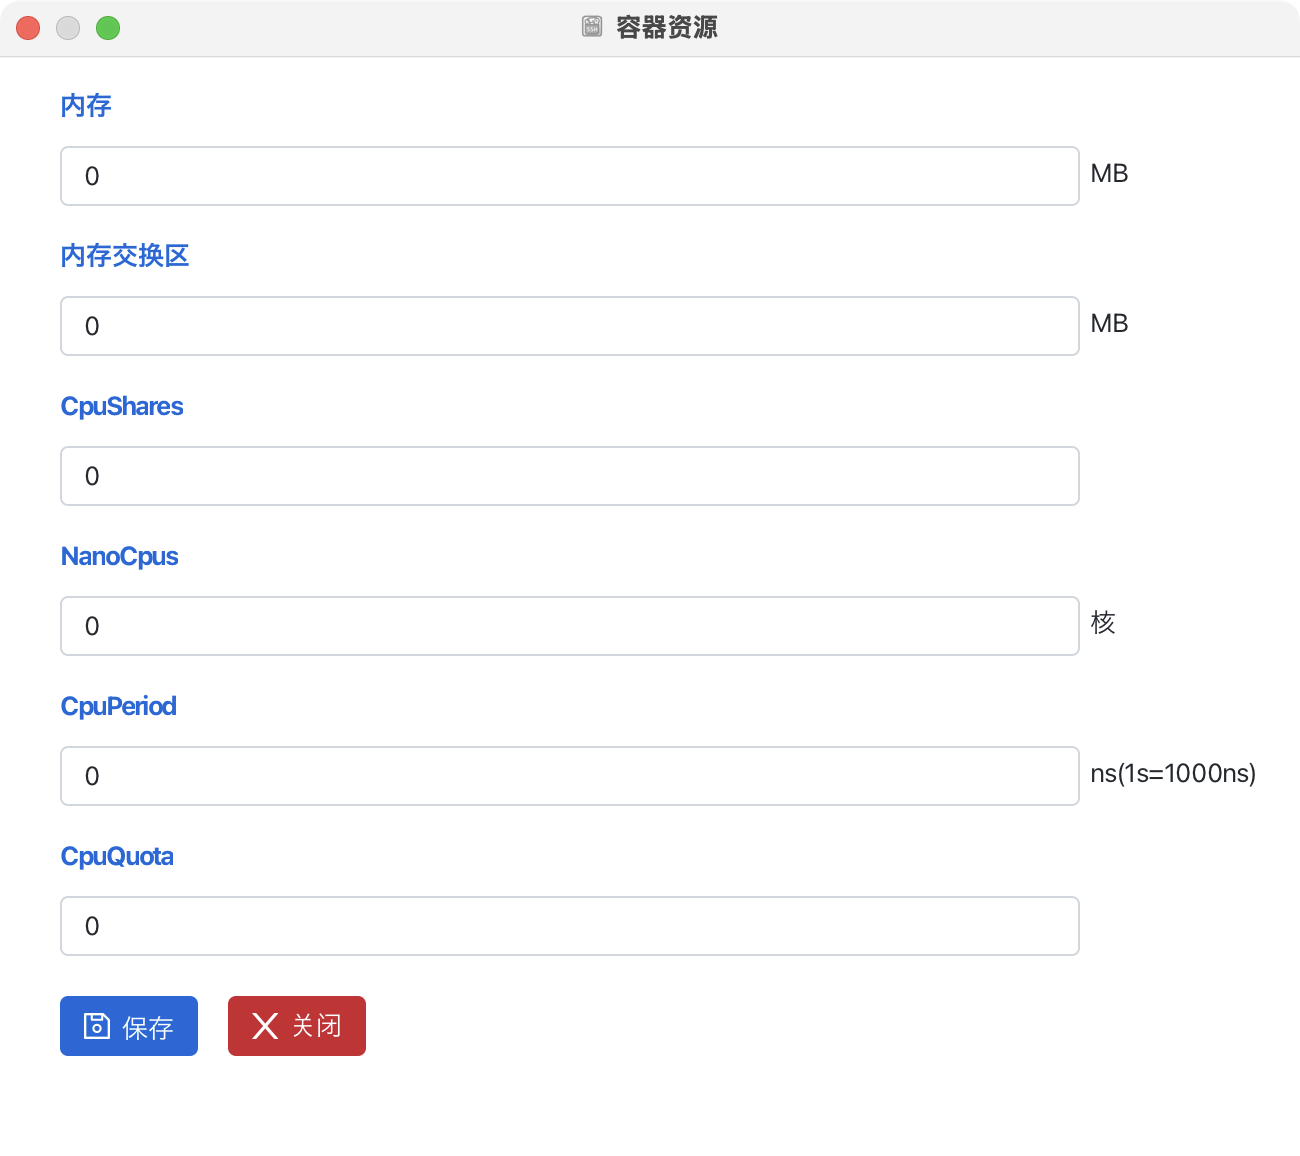 容器资源
内存
0 MB
内存交换区
0 MB
CpuShares
0
NanoCpus
0 核
CpuPeriod
0 ns(1s=1000ns)
CpuQuota
0
保存 关闭